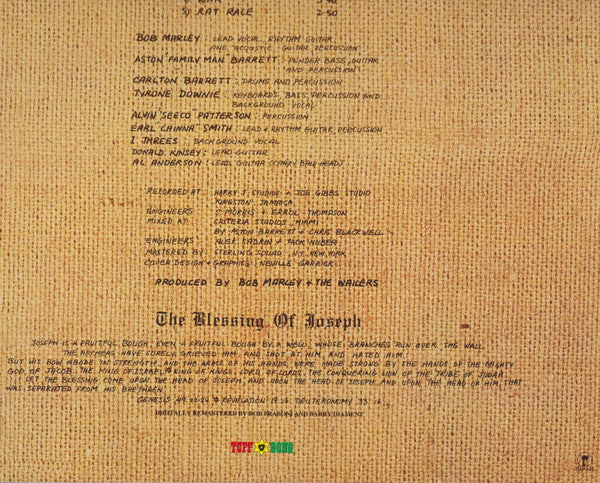 5) RAT RACE 2-50
BOB MARLEY: LEAD VOCAL, RHYTHM GUITAR,
AND ACOUSTIC GUITAR, PERCUSSION
ASTON 'FAMILY MAN' BARRETT: FENDER BASS, GUITAR
AND PERCUSSION
CARLTON BARRETT: DRUMS AND PERCUSSION
TYRONE DOWNIE: KEYBOARDS, BASS, PERCUSSION AND
BACKGROUND VOCAL
ALVIN 'SEECO' PATTERSON: PERCUSSION
EARL 'CHINNA' SMITH: LEAD + RHYTHM GUITAR, PERCUSSION
I THREES: BACKGROUND VOCAL
DONALD KINSEY: LEAD GUITAR
AL ANDERSON: LEAD GUITAR (CRAZY BALD HEAD)
RECORDED AT: HARRY J. STUDIOS + JOE GIBBS STUDIO
KINGSTON, JAMAICA
ENGINEERS: S. MORRIS + ERROL THOMPSON
MIXED AT: CRITERIA STUDIOS, MIAMI
BY ASTON BARRETT + CHRIS BLACKWELL
ENGINEERS: ALEX SADKIN + JACK NUBER
MASTERED BY STERLING SOUND, N.Y., NEW YORK
COVER DESIGN + GRAPHICS NEVILLE GARRICK
PRODUCED BY BOB MARLEY + THE WAILERS
The Blessing Of Joseph
JOSEPH IS A FRUITFUL BOUGH, EVEN A FRUITFUL BOUGH BY A WELL, WHOSE BRANCHES RUN OVER THE WALL
THE ARCHERS HAVE SORELY GRIEVED HIM, AND SHOT AT HIM, AND HATED HIM:
BUT HIS BOW ABODE IN STRENGTH AND THE ARMS OF HIS HANDS, WERE MADE STRONG BY THE HANDS OF THE MIGHTY
GOD OF JACOB. THE KING OF ISRAEL & KING OF KINGS: LORD OF LORDS: THE CONQUERING LION OF THE TRIBE OF JUDAH.
LET THE BLESSING COME UPON THE HEAD OF JOSEPH, AND UPON THE HEAD OF JOSEPH, AND UPON THE HEAD OF HIM, THAT
WAS SEPARATED FROM HIS BRETHREN.
GENESIS 49.22-24 & REVELATION 19.16 DEUTERONOMY 33.16
DIGITALLY REMASTERED BY BOB FRABONI AND BARRY DIAMENT
TUFF GONG